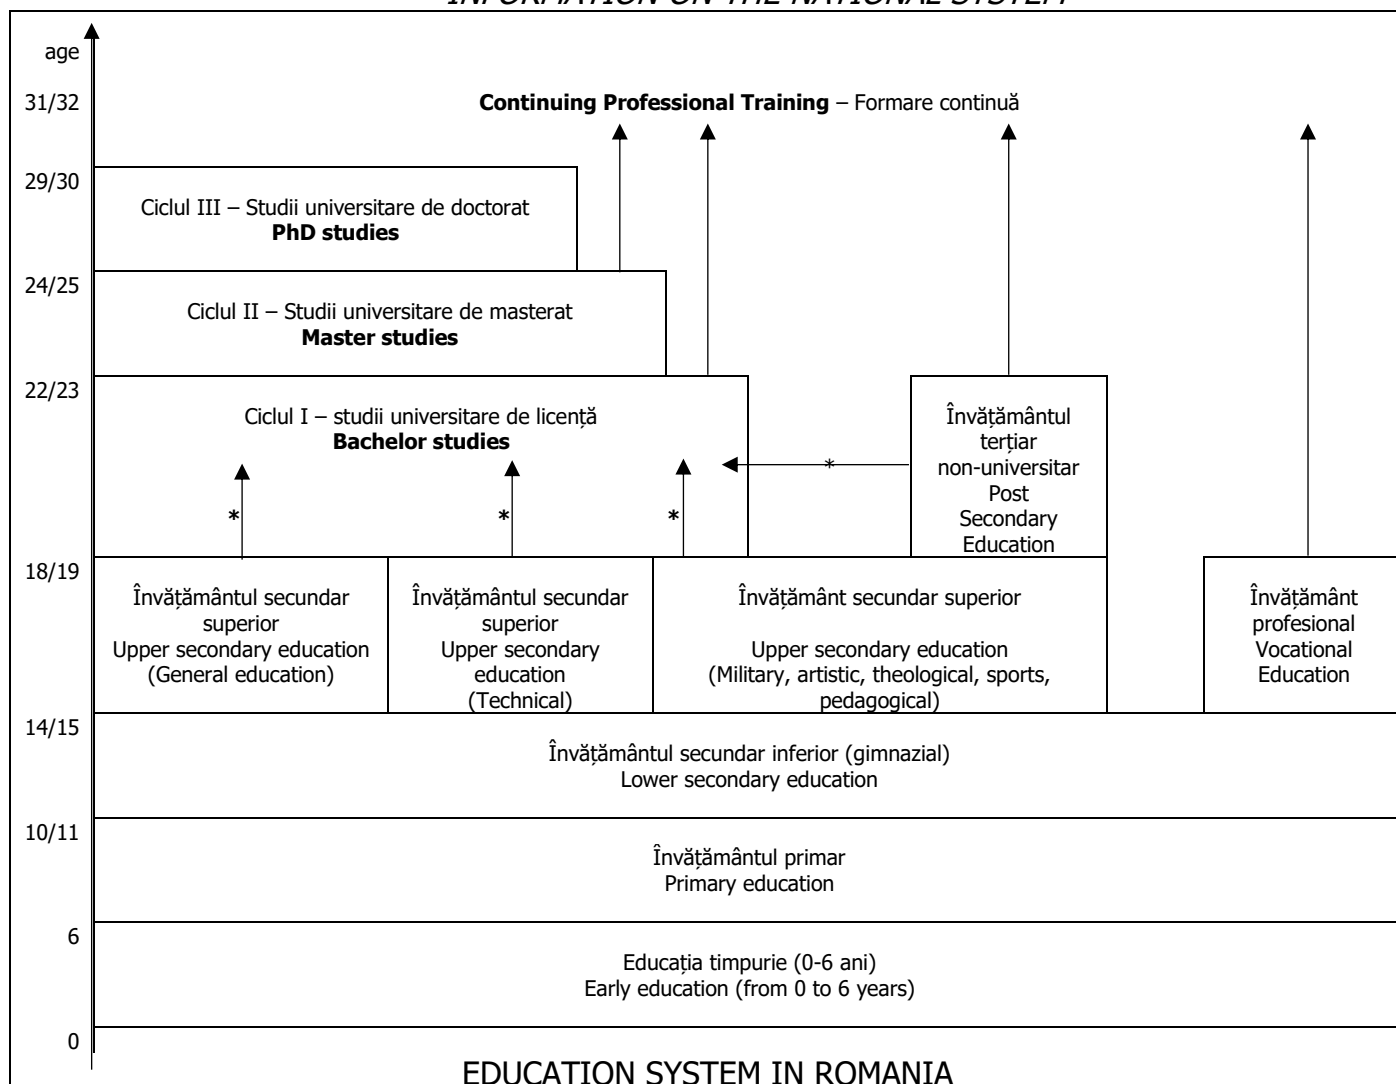 INFORMATION ON THE NATIONAL SYSTEM
age
31/32
Continuing Professional Training – Formare continuă
29/30
Ciclul III – Studii universitare de doctorat
PhD studies
24/25
Ciclul II – Studii universitare de masterat
Master studies
22/23
Ciclul I – studii universitare de licență
Bachelor studies
*
*
*
*
Învățământul
terțiar
non-universitar
Post
Secondary
Education
18/19
Învățământul secundar
superior
Upper secondary education
(General education)
Învățământul secundar
superior
Upper secondary
education
(Technical)
Învățământ secundar superior
Upper secondary education
(Military, artistic, theological, sports,
pedagogical)
Învățământ
profesional
Vocational
Education
14/15
Învățământul secundar inferior (gimnazial)
Lower secondary education
10/11
Învățământul primar
Primary education
6
Educația timpurie (0-6 ani)
Early education (from 0 to 6 years)
0
EDUCATION SYSTEM IN ROMANIA